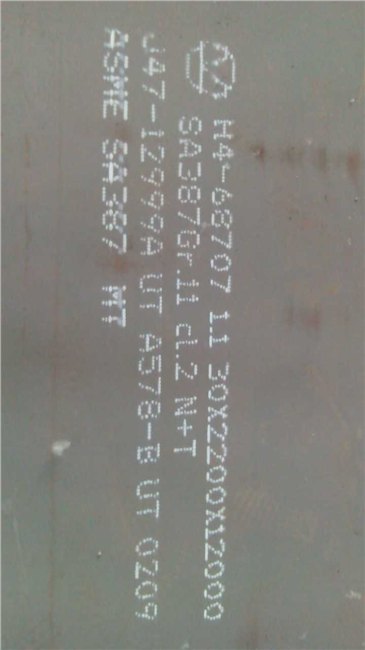 H4-68707 1.1 30X2200X12000
SA387Gr.11 cl.2 N+T
J47-12999A UT A578-B UT 0209
ASME SA387 MT